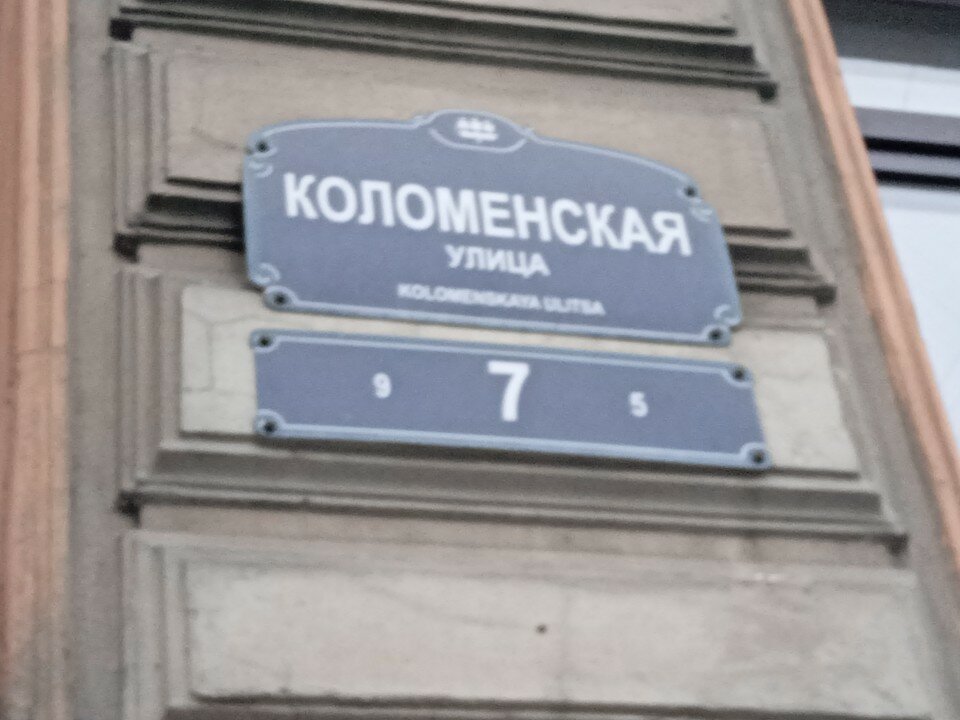 КОЛОМЕНСКАЯ
УЛИЦА
KOLOMENSKAYA ULITSA
9 7 5